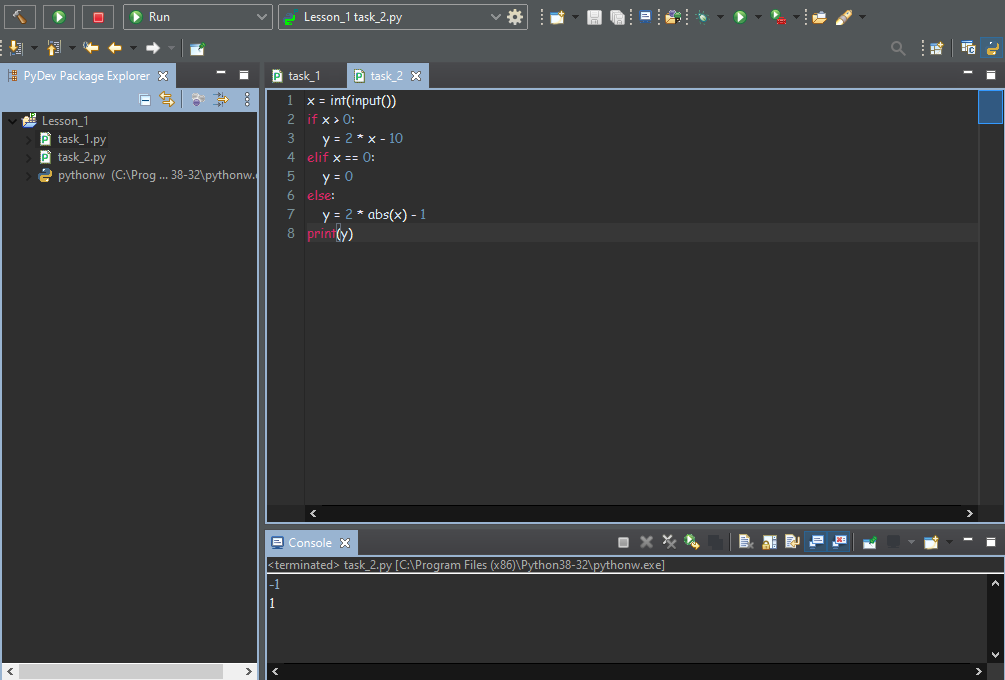 Run
Lesson_1 task_2.py
PyDev Package Explorer
task_1
task_2
Lesson_1
task_1.py
task_2.py
pythonw (C:\Prog ... 38-32\pythonw.
1 x = int(input())
2 if x > 0:
3 y = 2 * x - 10
4 elif x == 0:
5 y = 0
6 else:
7 y = 2 * abs(x) - 1
8 print(y)
Console
<terminated> task_2.py [C:\Program Files (x86)\Python38-32\pythonw.exe]
-1
1